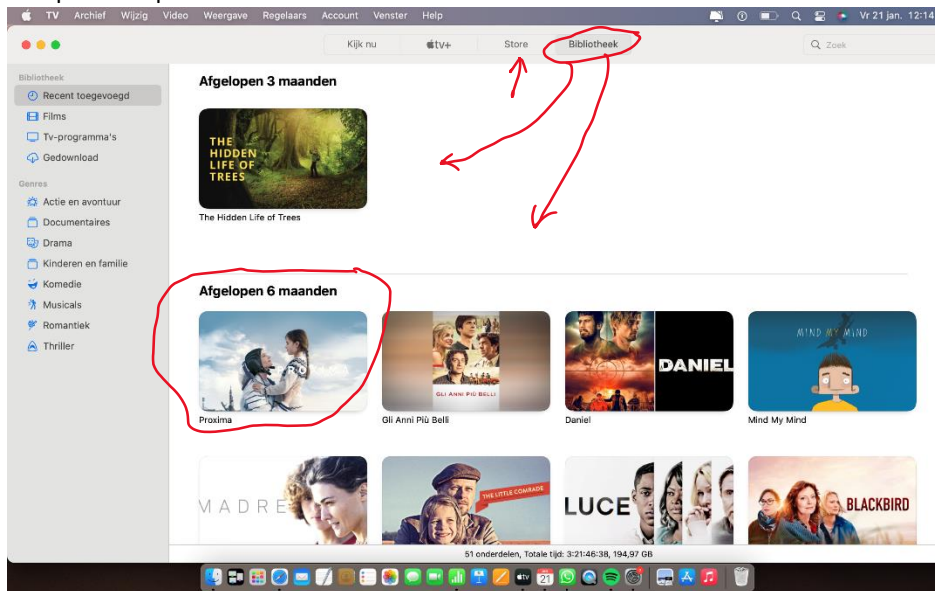 TV Archief Wijzig Video Weergave Regelaars Account Venster Help Vr 21 jan. 12:14
Kijk nu tv+ Store Bibliotheek Zoek
Bibliotheek
Recent toegevoegd
Films
Tv-programma's
Gedownload
Genres
Actie en avontuur
Documentaires
Drama
Kinderen en familie
Komedie
Musicals
Romantiek
Thriller
Afgelopen 3 maanden
THE
HIDDEN
LIFE OF
TREES
The Hidden Life of Trees
Afgelopen 6 maanden
GLI ANNI PIÙ BELLI
DANIEL
MIND MY MIND
Proxima Gli Anni Più Belli Daniel Mind My Mind
MADRE
THE LITTLE COMRADE
LUCE
BLACKBIRD
51 onderdelen, Totale tijd: 3:21:46:38, 194,97 GB
tv
21